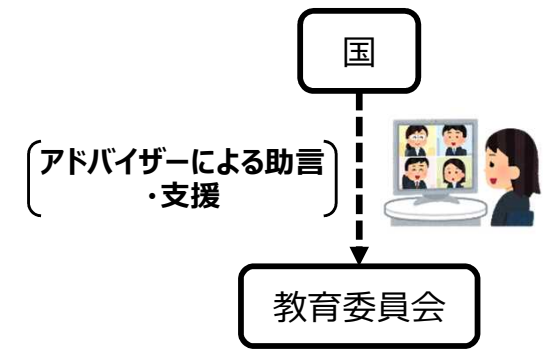 国
アドバイザーによる助言
・支援
教育委員会